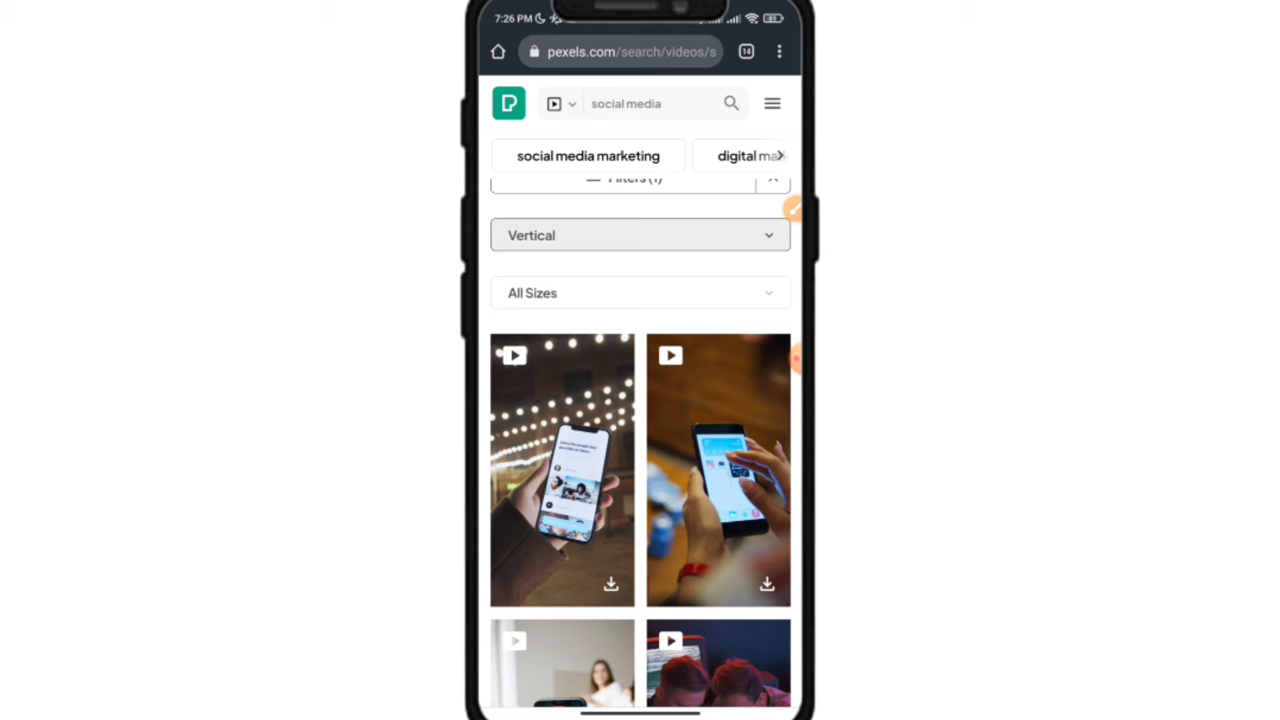 7:26 PM
pexels.com/search/videos/s
14
social media
social media marketing
digital ma
Filters (1)
Vertical
All Sizes